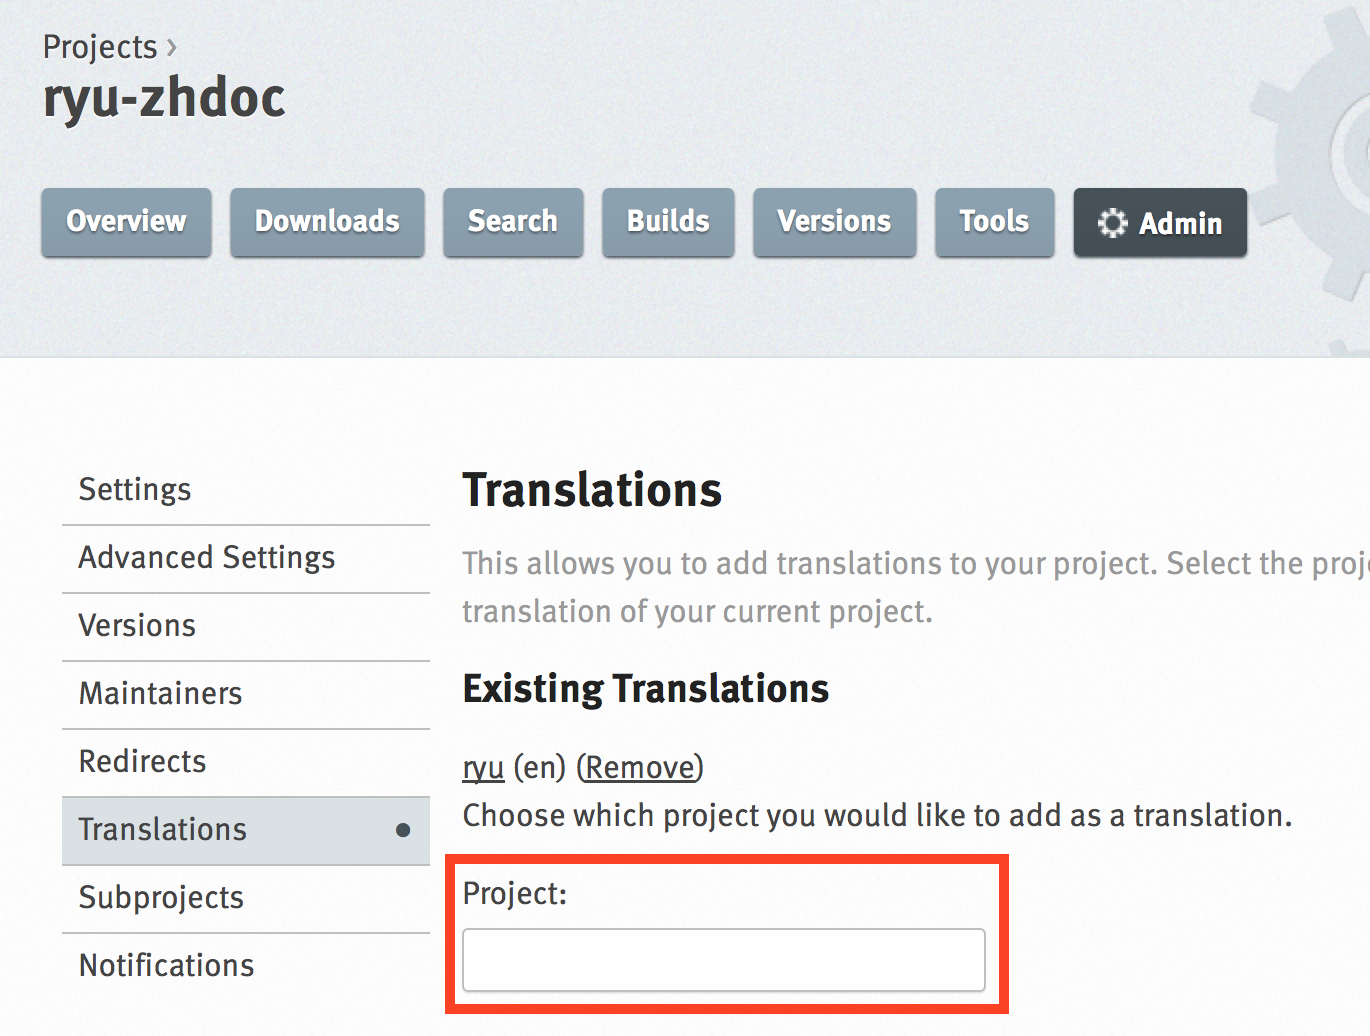 Projects ›
ryu-zhdoc
Overview
Downloads
Search
Builds
Versions
Tools
Admin
Settings
Advanced Settings
Versions
Maintainers
Redirects
Translations
Subprojects
Notifications
Translations
This allows you to add translations to your project. Select the
translation of your current project.
Existing Translations
ryu (en) (Remove)
Choose which project you would like to add as a translation.
Project: